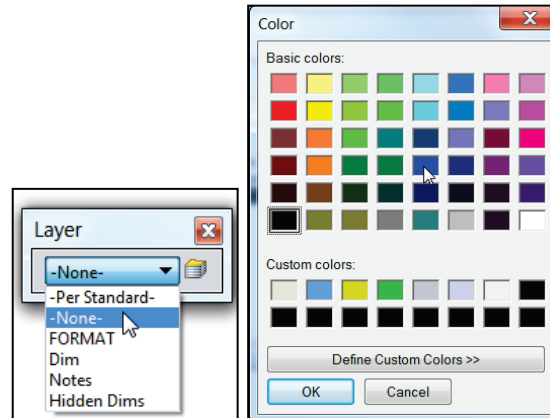 Layer
-None-
-Per Standard-
-None-
FORMAT
Dim
Notes
Hidden Dims
Color
Basic colors:
Custom colors:
Define Custom Colors >>
OK Cancel